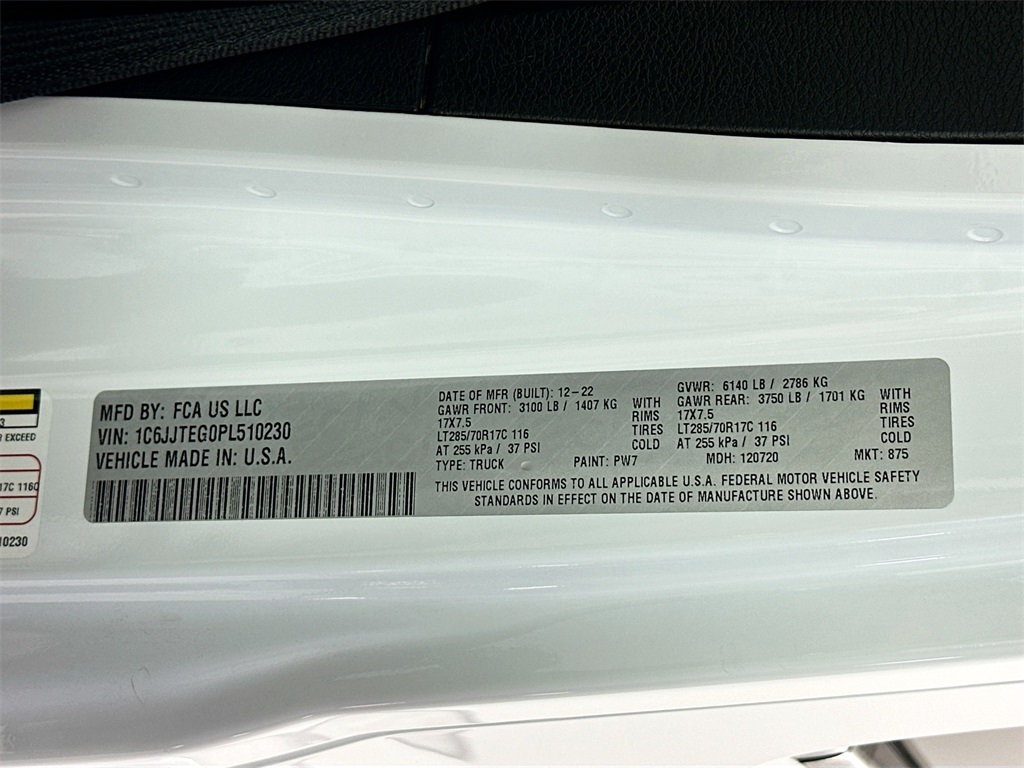 MFD BY: FCA US LLC
VIN: 1C6JJTEG0PL510230
VEHICLE MADE IN: U.S.A.
DATE OF MFR (BUILT): 12-22
GAWR FRONT: 3100 LB / 1407 KG WITH
17X7.5 RIMS
LT285/70R17C 116 TIRES
AT 255 kPa / 37 PSI COLD
TYPE: TRUCK PAINT: PW7
GVWR: 6140 LB / 2786 KG
GAWR REAR: 3750 LB / 1701 KG WITH
17X7.5 RIMS
LT285/70R17C 116 TIRES
AT 255 kPa / 37 PSI COLD
MDH: 120720 MKT: 875
THIS VEHICLE CONFORMS TO ALL APPLICABLE U.S.A. FEDERAL MOTOR VEHICLE SAFETY
STANDARDS IN EFFECT ON THE DATE OF MANUFACTURE SHOWN ABOVE.
3
R EXCEED
17C 116Q
7 PSI
10230